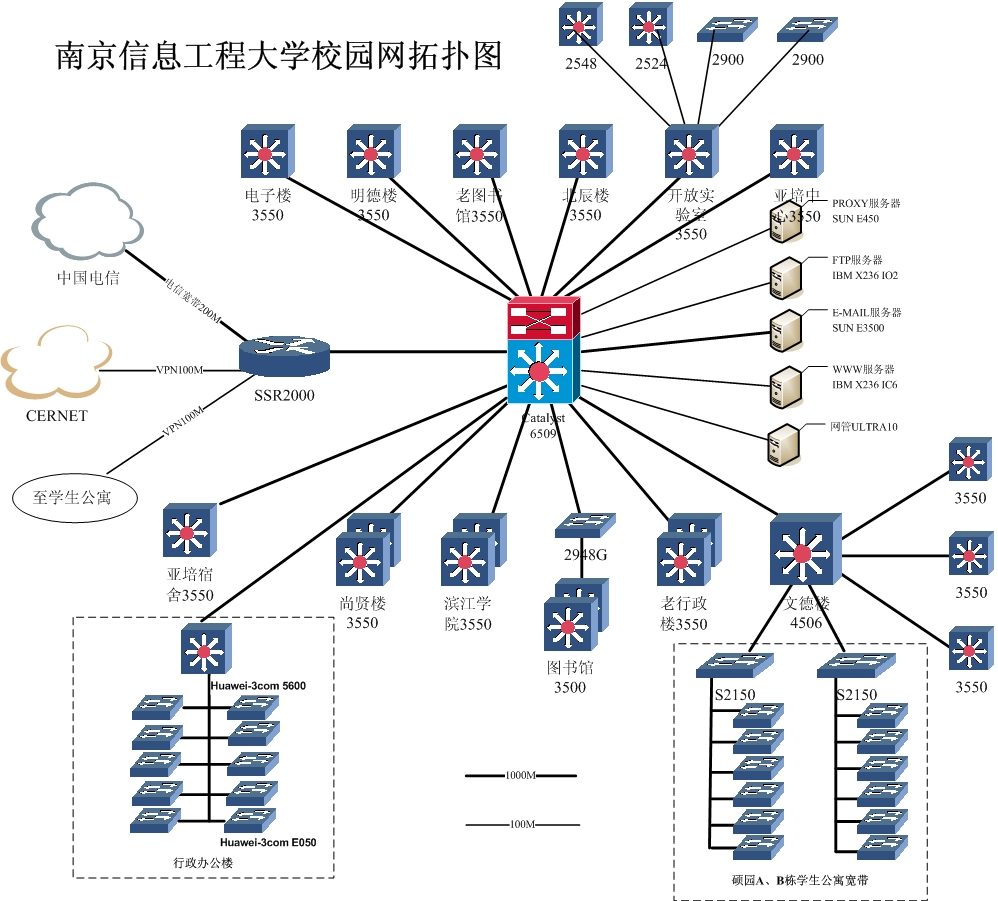 南京信息工程大学校园网拓扑图
2548
2524
2900
2900
电子楼
3550
明德楼
3550
老图书
馆3550
北辰楼
3550
开放实
验室
3550
亚培中
心3550
PROXY服务器
SUN E450
FTP服务器
IBM X236 IO2
E-MAIL服务器
SUN E3500
WWW服务器
IBM X236 IC6
网管ULTRA10
中国电信
电信宽带200M
CERNET
VPN100M
SSR2000
VPN100M
至学生公寓
Catalyst
6509
亚培宿
舍3550
尚贤楼
3550
滨江学
院3550
2948G
图书馆
3500
老行政
楼3550
文德楼
4506
3550
3550
3550
Huawei-3com 5600
Huawei-3com E050
行政办公楼
1000M
100M
S2150
S2150
硕园A、B栋学生公寓宽带